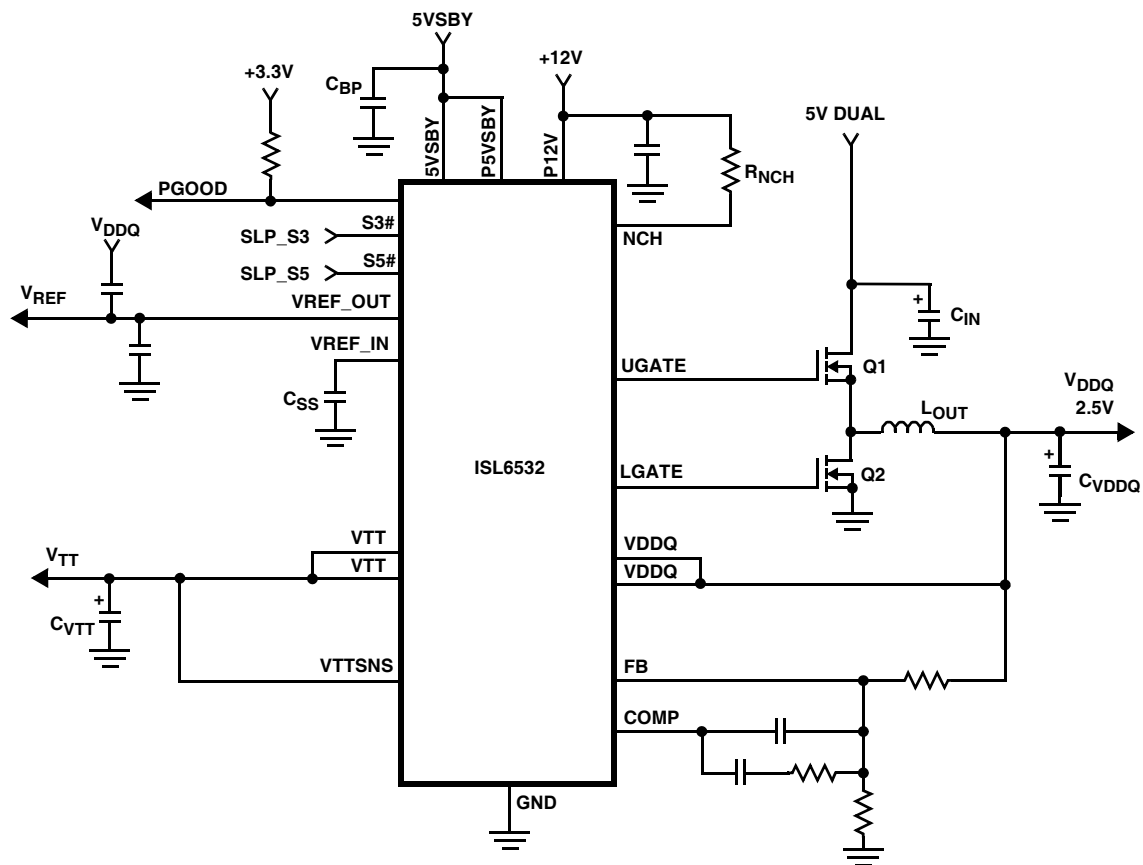 5VSBY
+3.3V
CBP
+12V
5V DUAL
5VSBY
P5VSBY
P12V
RNCH
PGOOD
NCH
VDDQ
S3#
SLP_S3
S5#
SLP_S5
VREF
VREF_OUT
+
CIN
VREF_IN
UGATE
Q1
VDDQ
2.5V
CSS
LOUT
ISL6532
LGATE
Q2
+
CVDDQ
VTT
VDDQ
VTT
VTT
VDDQ
+
CVTT
VTTSNS
FB
COMP
GND